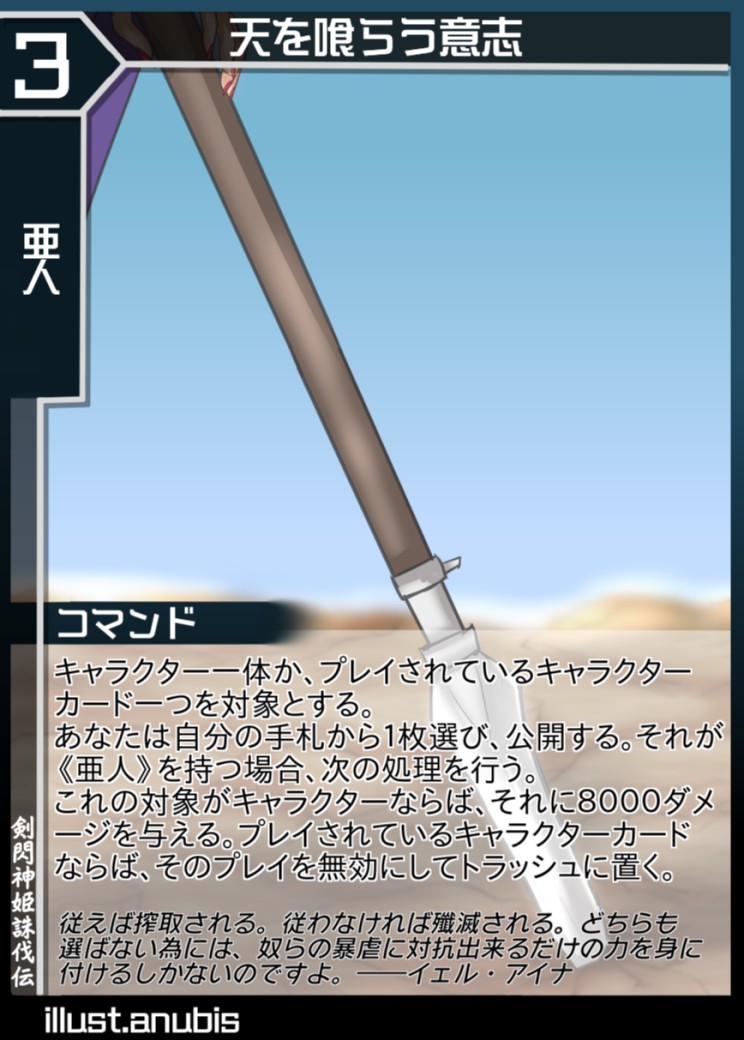 3
天を喰らう意志
亜人
コマンド
キャラクター一体か、プレイされているキャラクター
カード一つを対象とする。
あなたは自分の手札から1枚選び、公開する。それが
《亜人》を持つ場合、次の処理を行う。
これの対象がキャラクターならば、それに8000ダメ
ージを与える。プレイされているキャラクターカード
ならば、そのプレイを無効にしてトラッシュに置く。
従えば搾取される。従わなければ殲滅される。どちらも
選ばない為には、奴らの暴虐に対抗出来るだけの力を身に
付けるしかないのですよ。――イェル・アイナ
剣閃神姫誅伐伝
illust.anubis